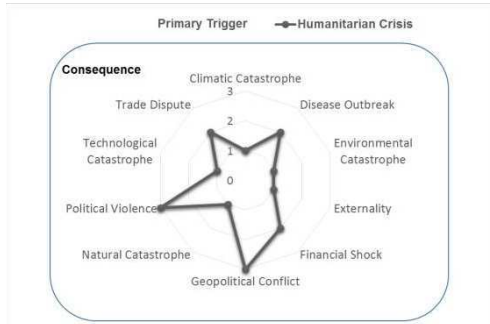 Primary Trigger
Humanitarian Crisis
Consequence
Climatic Catastrophe
3
Trade Dispute
Disease Outbreak
2
Technological
Catastrophe
Environmental
Catastrophe
1
0
Political Violence
Externality
Natural Catastrophe
Financial Shock
Geopolitical Conflict